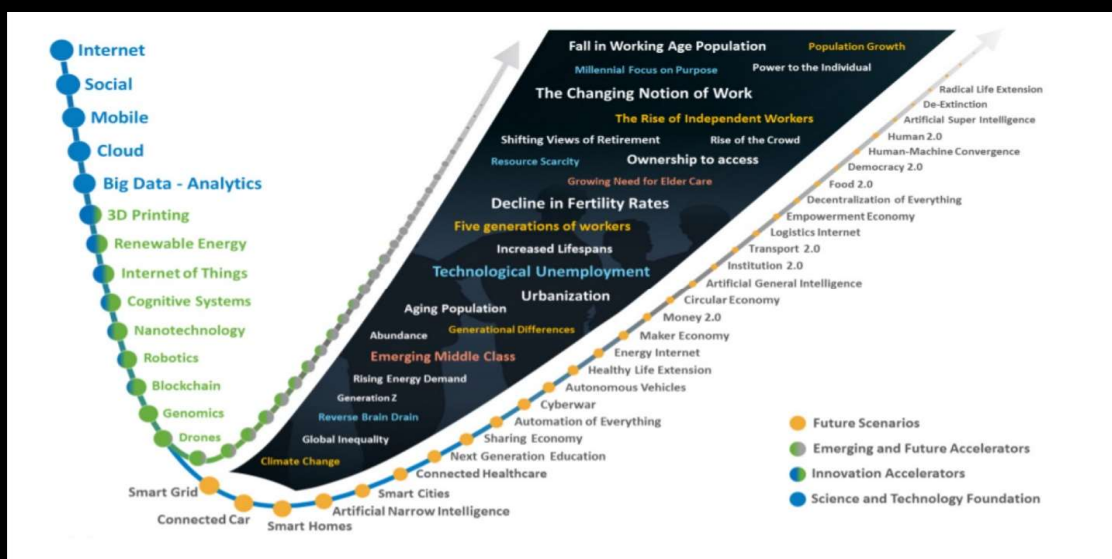 Internet
Social
Mobile
Cloud
Big Data - Analytics
3D Printing
Renewable Energy
Internet of Things
Cognitive Systems
Nanotechnology
Robotics
Blockchain
Genomics
Drones
Fall in Working Age Population
Population Growth
Millennial Focus on Purpose
Power to the Individual
The Changing Notion of Work
The Rise of Independent Workers
Shifting Views of Retirement
Rise of the Crowd
Resource Scarcity
Ownership to access
Growing Need for Elder Care
Decline in Fertility Rates
Five generations of workers
Increased Lifespans
Technological Unemployment
Urbanization
Aging Population
Abundance
Generational Differences
Emerging Middle Class
Rising Energy Demand
Generation Z
Reverse Brain Drain
Global Inequality
Climate Change
Radical Life Extension
De-Extinction
Artificial Super Intelligence
Human 2.0
Human-Machine Convergence
Democracy 2.0
Food 2.0
Decentralization of Everything
Empowerment Economy
Logistics Internet
Transport 2.0
Institution 2.0
Artificial General Intelligence
Circular Economy
Money 2.0
Maker Economy
Energy Internet
Healthy Life Extension
Autonomous Vehicles
Cyberwar
Automation of Everything
Sharing Economy
Next Generation Education
Connected Healthcare
Smart Cities
Artificial Narrow Intelligence
Smart Homes
Connected Car
Smart Grid
Future Scenarios
Emerging and Future Accelerators
Innovation Accelerators
Science and Technology Foundation